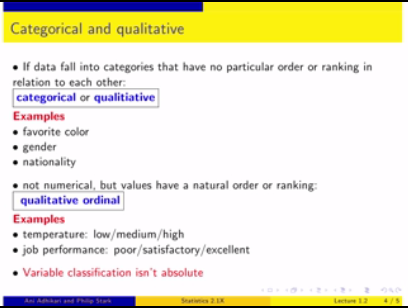 Categorical and qualitative
• If data fall into categories that have no particular order or ranking in
relation to each other:
categorical or qualitiative
Examples
• favorite color
• gender
• nationality
• not numerical, but values have a natural order or ranking:
qualitative ordinal
Examples
• temperature: low/medium/high
• job performance: poor/satisfactory/excellent
• Variable classification isn't absolute
Ani Adhikari and Philip Stark Statistics 2.1X Lecture 1.2 4 / 5